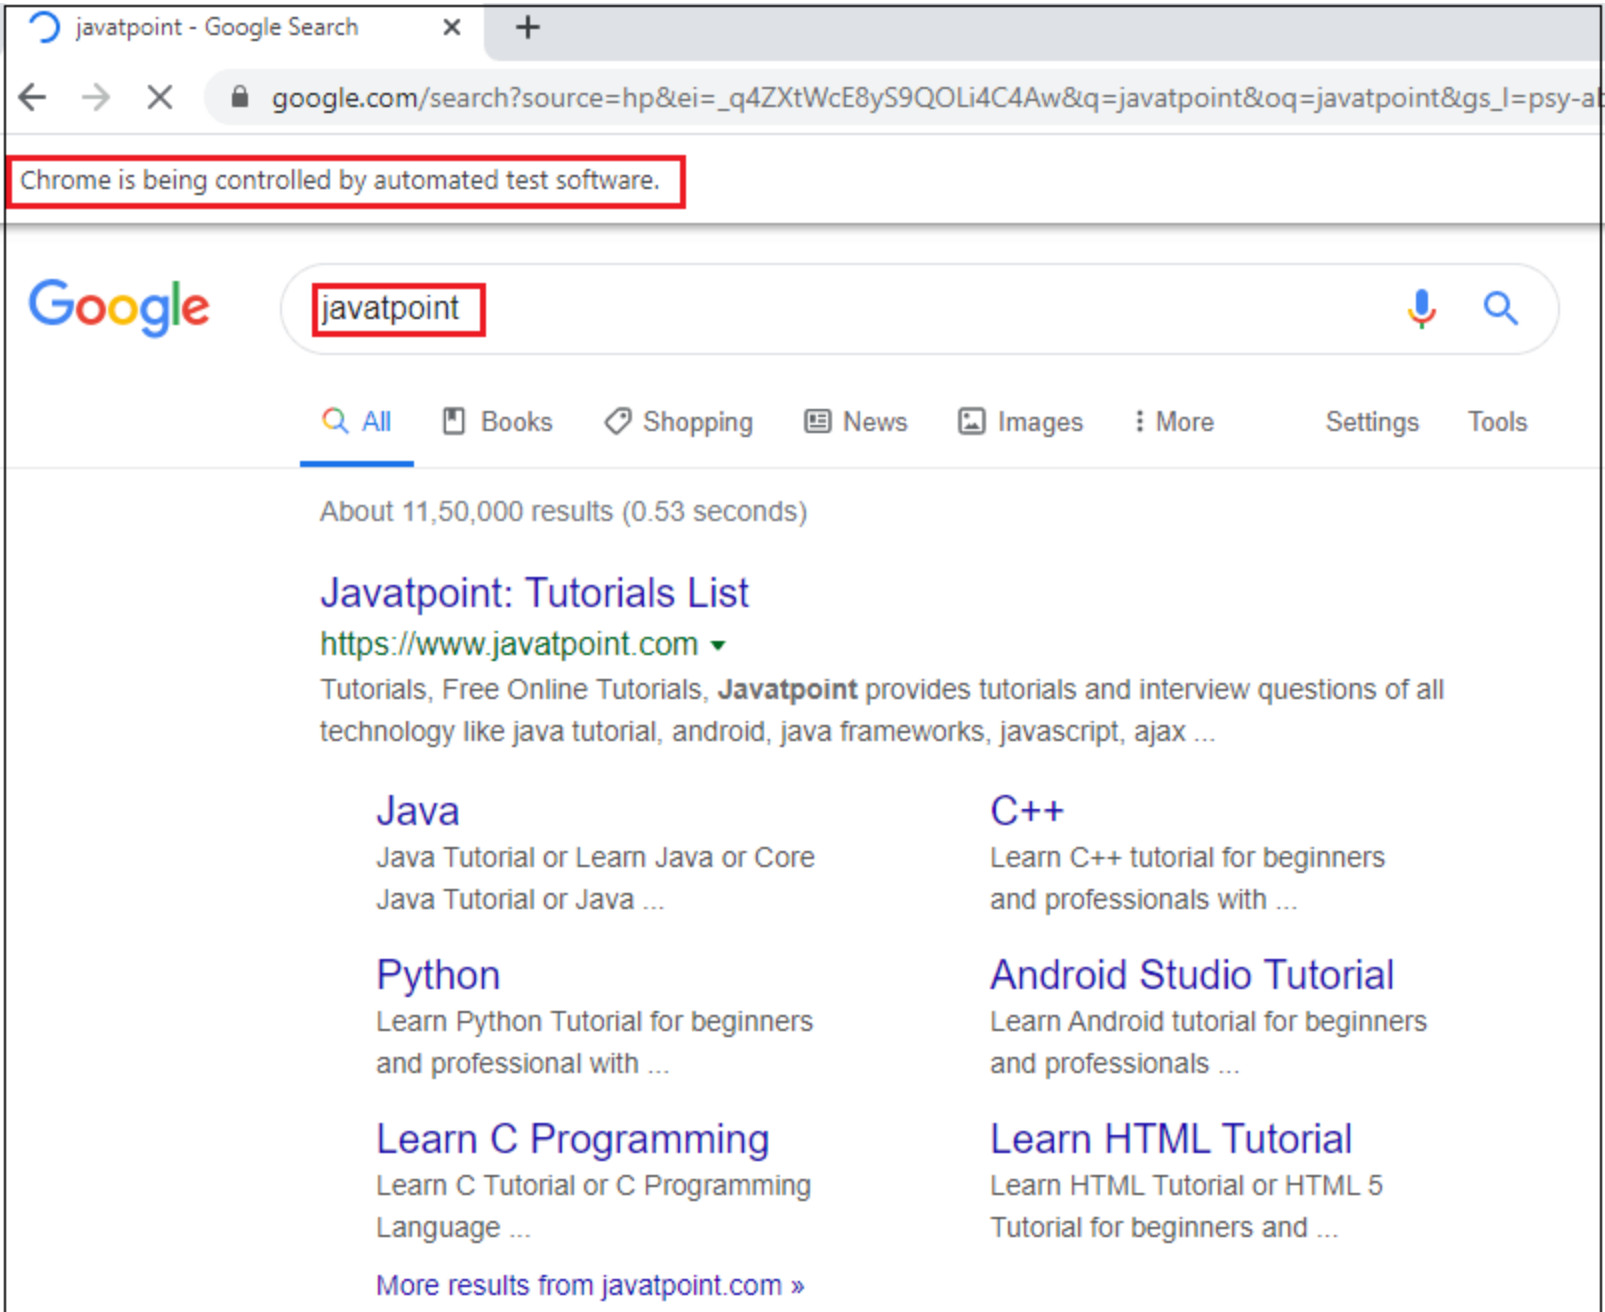 javatpoint - Google Search
google.com/search?source=hp&ei=_q4ZXtWcE8yS9QOLi4C4Aw&q=javatpoint&oq=javatpoint&gs_l=psy-ab
Chrome is being controlled by automated test software.
Google
javatpoint
All Books Shopping News Images More Settings Tools
About 11,50,000 results (0.53 seconds)
Javatpoint: Tutorials List
https://www.javatpoint.com
Tutorials, Free Online Tutorials, Javatpoint provides tutorials and interview questions of all
technology like java tutorial, android, java frameworks, javascript, ajax ...
Java
Java Tutorial or Learn Java or Core
Java Tutorial or Java ...
C++
Learn C++ tutorial for beginners
and professionals with ...
Python
Learn Python Tutorial for beginners
and professional with ...
Android Studio Tutorial
Learn Android tutorial for beginners
and professionals ...
Learn C Programming
Learn C Tutorial or C Programming
Language ...
Learn HTML Tutorial
Learn HTML Tutorial or HTML 5
Tutorial for beginners and ...
More results from javatpoint.com »